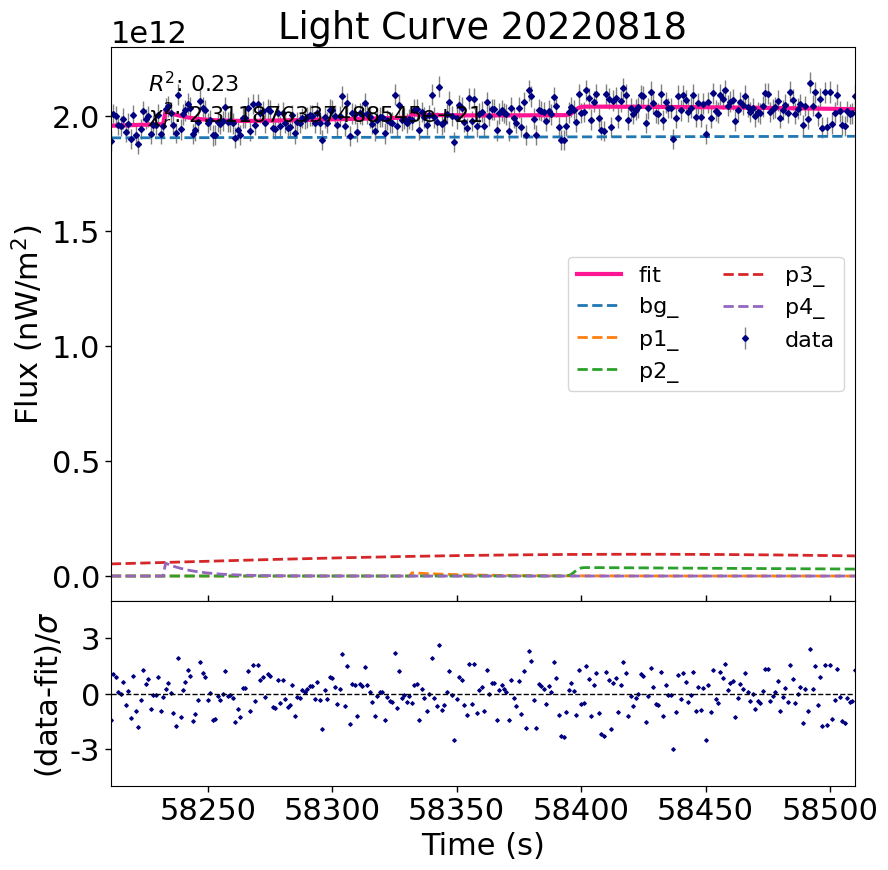 Light Curve 20220818
1e12
R²: 0.23
2.0
1.5
1.0
0.5
0.0
Flux (nW/m²)
fit
bg_
p1_
p2_
p3_
p4_
data
3
0
-3
(data-fit)/σ
58250 58300 58350 58400 58450 58500
Time (s)